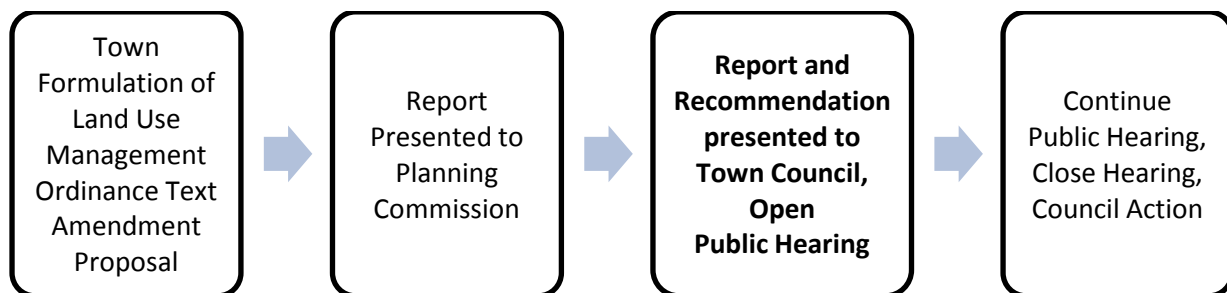 Town
Formulation of
Land Use
Management
Ordinance Text
Amendment
Proposal
Report
Presented to
Planning
Commission
Report and
Recommendation
presented to
Town Council,
Open
Public Hearing
Continue
Public Hearing,
Close Hearing,
Council Action